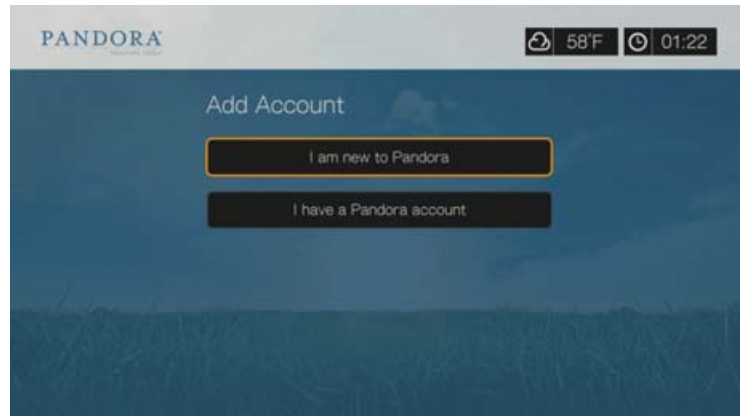 PANDORA
58°F
01:22
Add Account
I am new to Pandora
I have a Pandora account